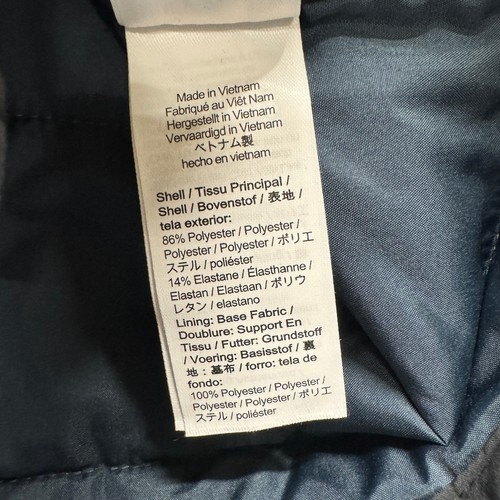 Made in Vietnam
Fabriqué au Viêt Nam
Hergestellt in Vietnam
Vervaardigd in Vietnam
ベトナム製
hecho en vietnam
Shell / Tissu Principal /
Shell / Bovenstof / 表地 /
tela exterior:
86% Polyester / Polyester /
Polyester / Polyester / ポリエ
ステル / poliéster
14% Elastane / Élasthanne /
Elastan / Elastaan / ポリウ
レタン / elastano
Lining: Base Fabric /
Doublure: Support En
Tissu / Futter: Grundstoff
/ Voering: Basisstof / 裏
地：基布 / forro: tela de
fondo:
100% Polyester / Polyester /
Polyester / Polyester / ポリエ
ステル / poliéster